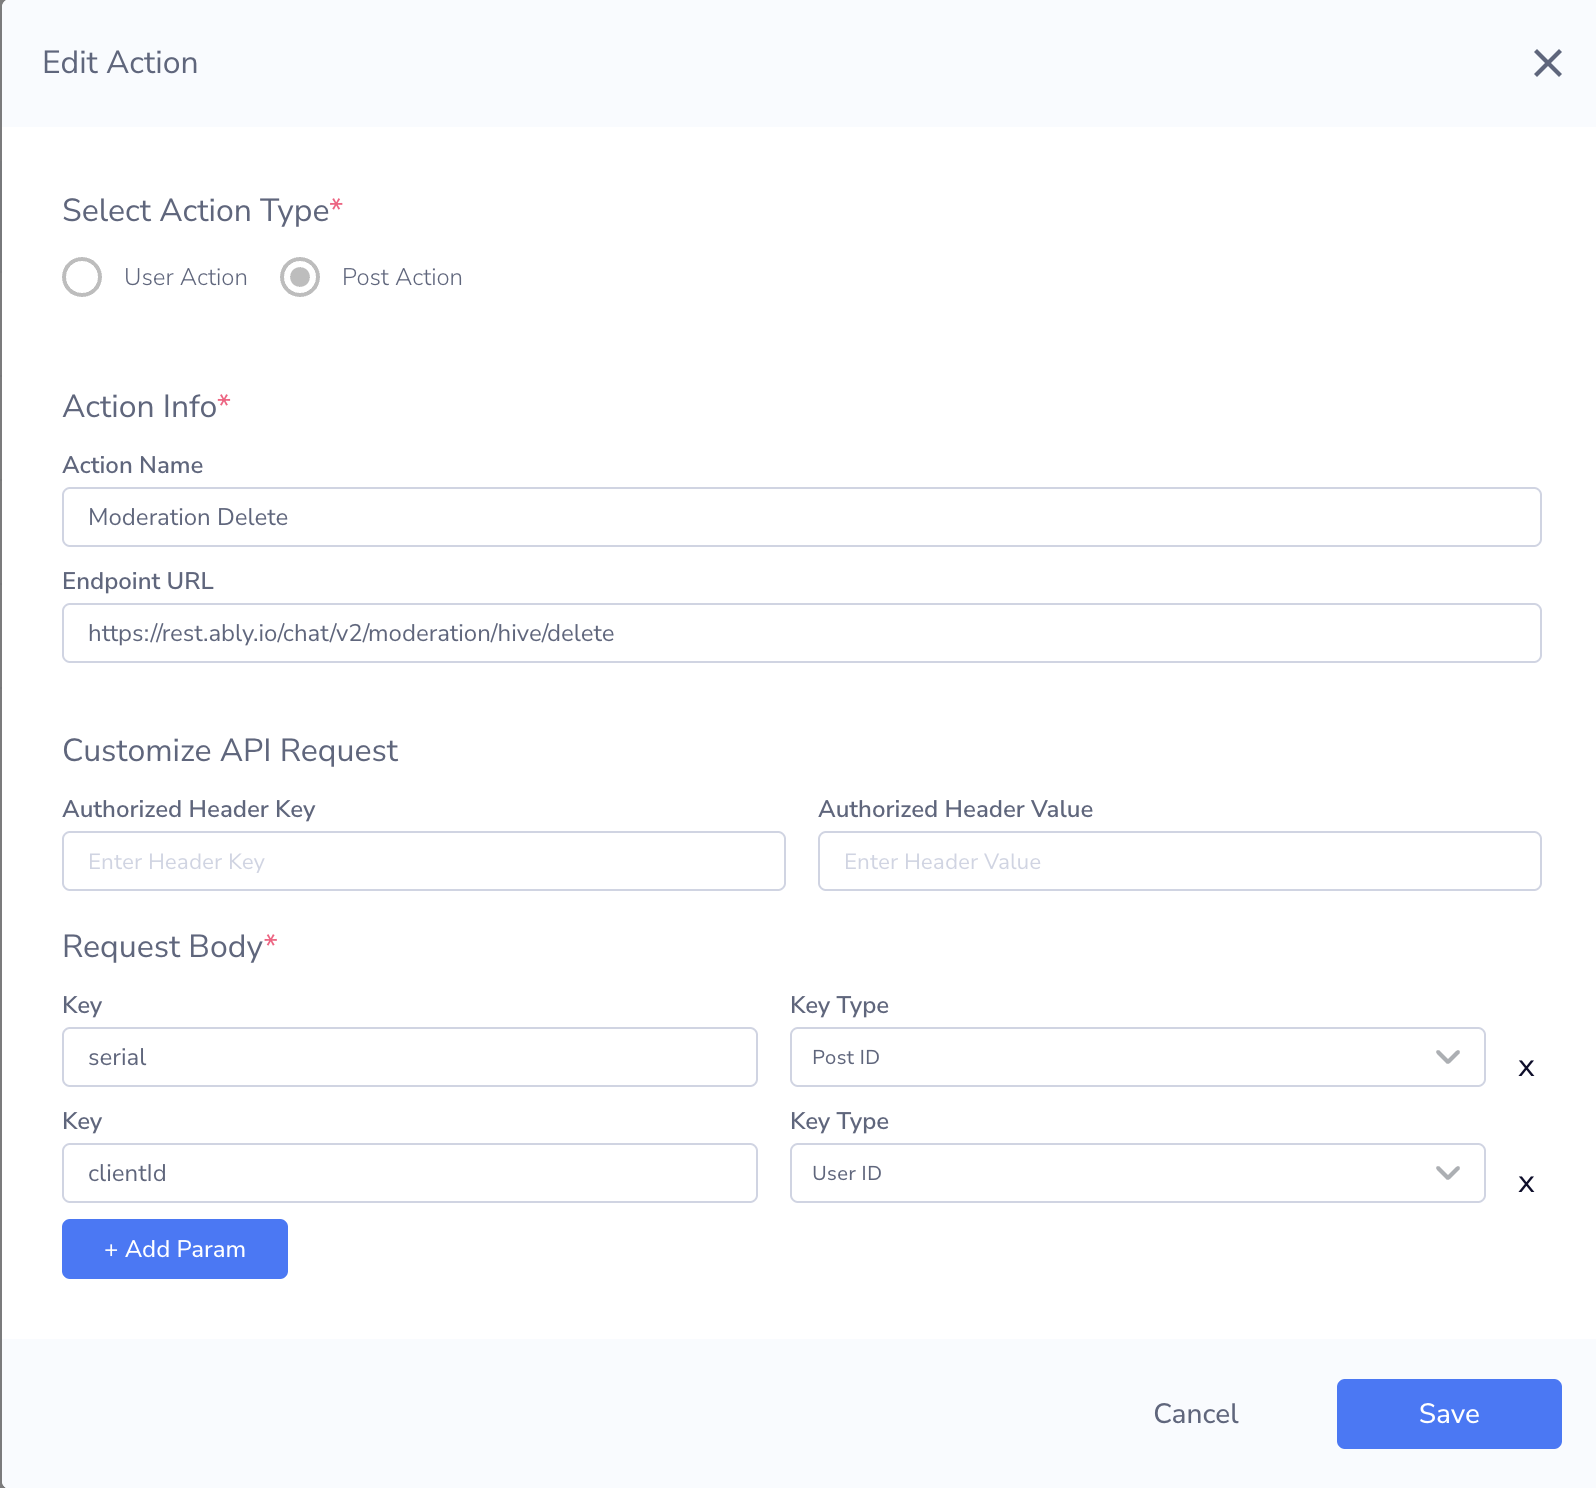 Edit Action
Select Action Type*
User Action Post Action
Action Info*
Action Name
Moderation Delete
Endpoint URL
https://rest.ably.io/chat/v2/moderation/hive/delete
Customize API Request
Authorized Header Key Authorized Header Value
Enter Header Key Enter Header Value
Request Body*
Key Key Type
serial Post ID x
Key Key Type
clientId User ID x
+ Add Param
Cancel Save